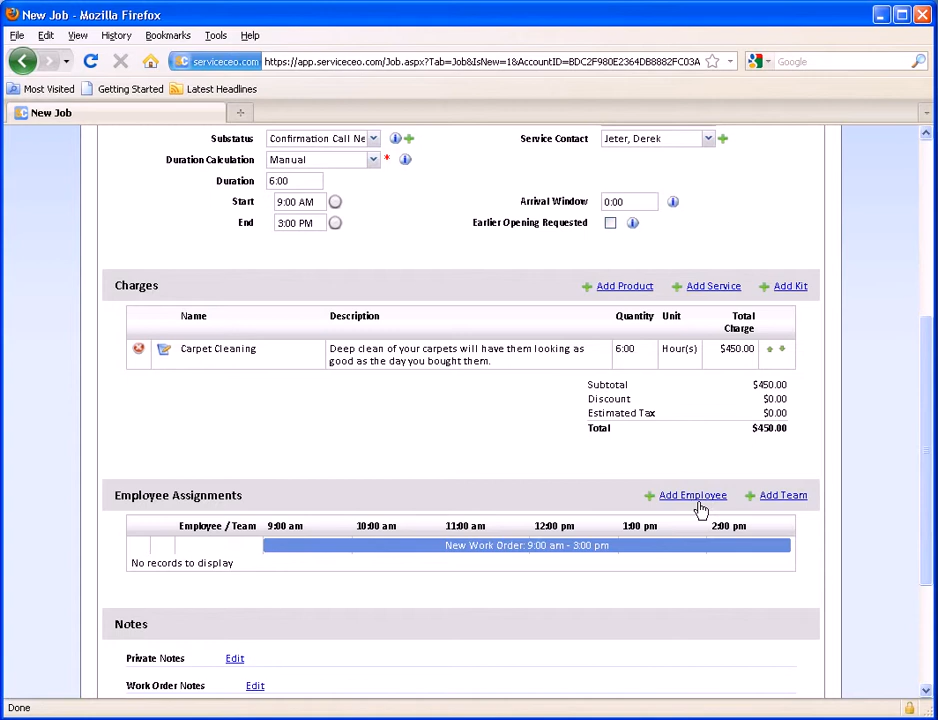 New Job - Mozilla Firefox
File Edit View History Bookmarks Tools Help
serviceceo.com https://app.serviceceo.com/Job.aspx?Tab=Job&IsNew=1&AccountID=BDC2F980E2364DB8882FC03A Google
Most Visited Getting Started Latest Headlines
New Job
Substatus Confirmation Call Ne Service Contact Jeter, Derek
Duration Calculation Manual *
Duration 6:00
Start 9:00 AM Arrival Window 0:00
End 3:00 PM Earlier Opening Requested
Charges Add Product Add Service Add Kit
Name Description Quantity Unit Total Charge
Carpet Cleaning Deep clean of your carpets will have them looking as 6:00 Hour(s) $450.00
good as the day you bought them.
Subtotal $450.00
Discount $0.00
Estimated Tax $0.00
Total $450.00
Employee Assignments Add Employee Add Team
Employee / Team 9:00 am 10:00 am 11:00 am 12:00 pm 1:00 pm 2:00 pm
New Work Order: 9:00 am - 3:00 pm
No records to display
Notes
Private Notes Edit
Work Order Notes Edit
Done